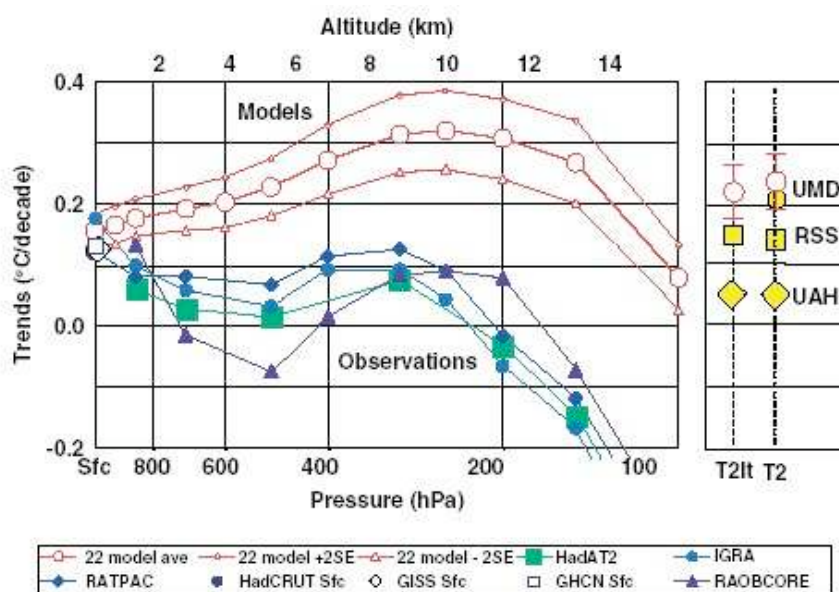 Altitude (km)
2 4 6 8 10 12 14
0.4
Models
0.2
UMD
RSS
Trends (°C/decade)
UAH
0.0
Observations
-0.2
Sfc 800 600 400 200 100
T2lt T2
Pressure (hPa)
22 model ave 22 model +2SE 22 model - 2SE HadAT2 IGRA
RATPAC HadCRUT Sfc GISS Sfc GHCN Sfc RAOBCORE